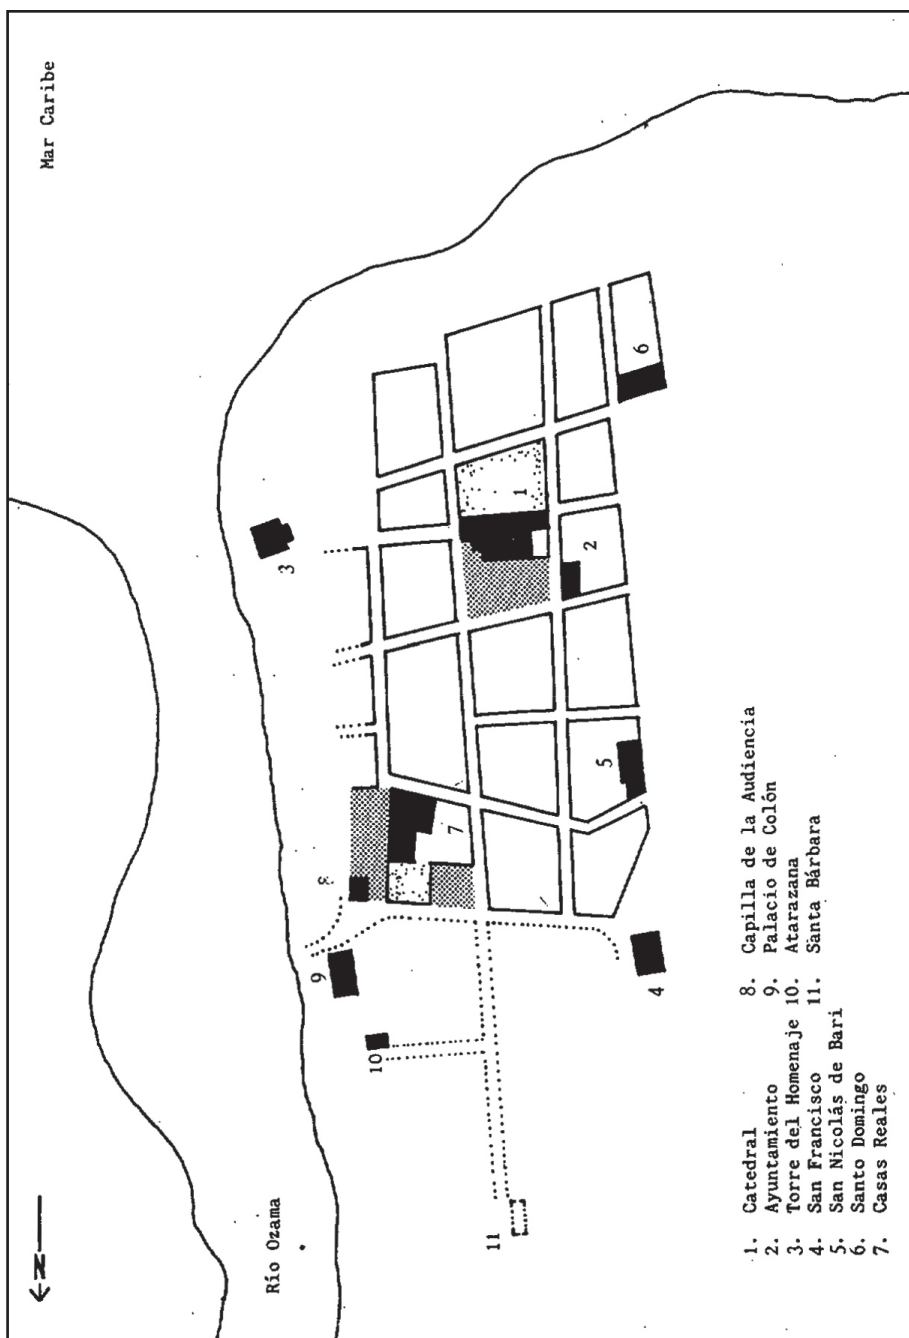 Mar Caribe
Río Ozama
N
1
2
3
4
5
6
7
8
9
10
11
1. Catedral
2. Ayuntamiento
3. Torre del Homenaje
4. San Francisco
5. San Nicolás de Bari
6. Santo Domingo
7. Casas Reales
8. Capilla de la Audiencia
9. Palacio de Colón
10. Atarazana
11. Santa Bárbara